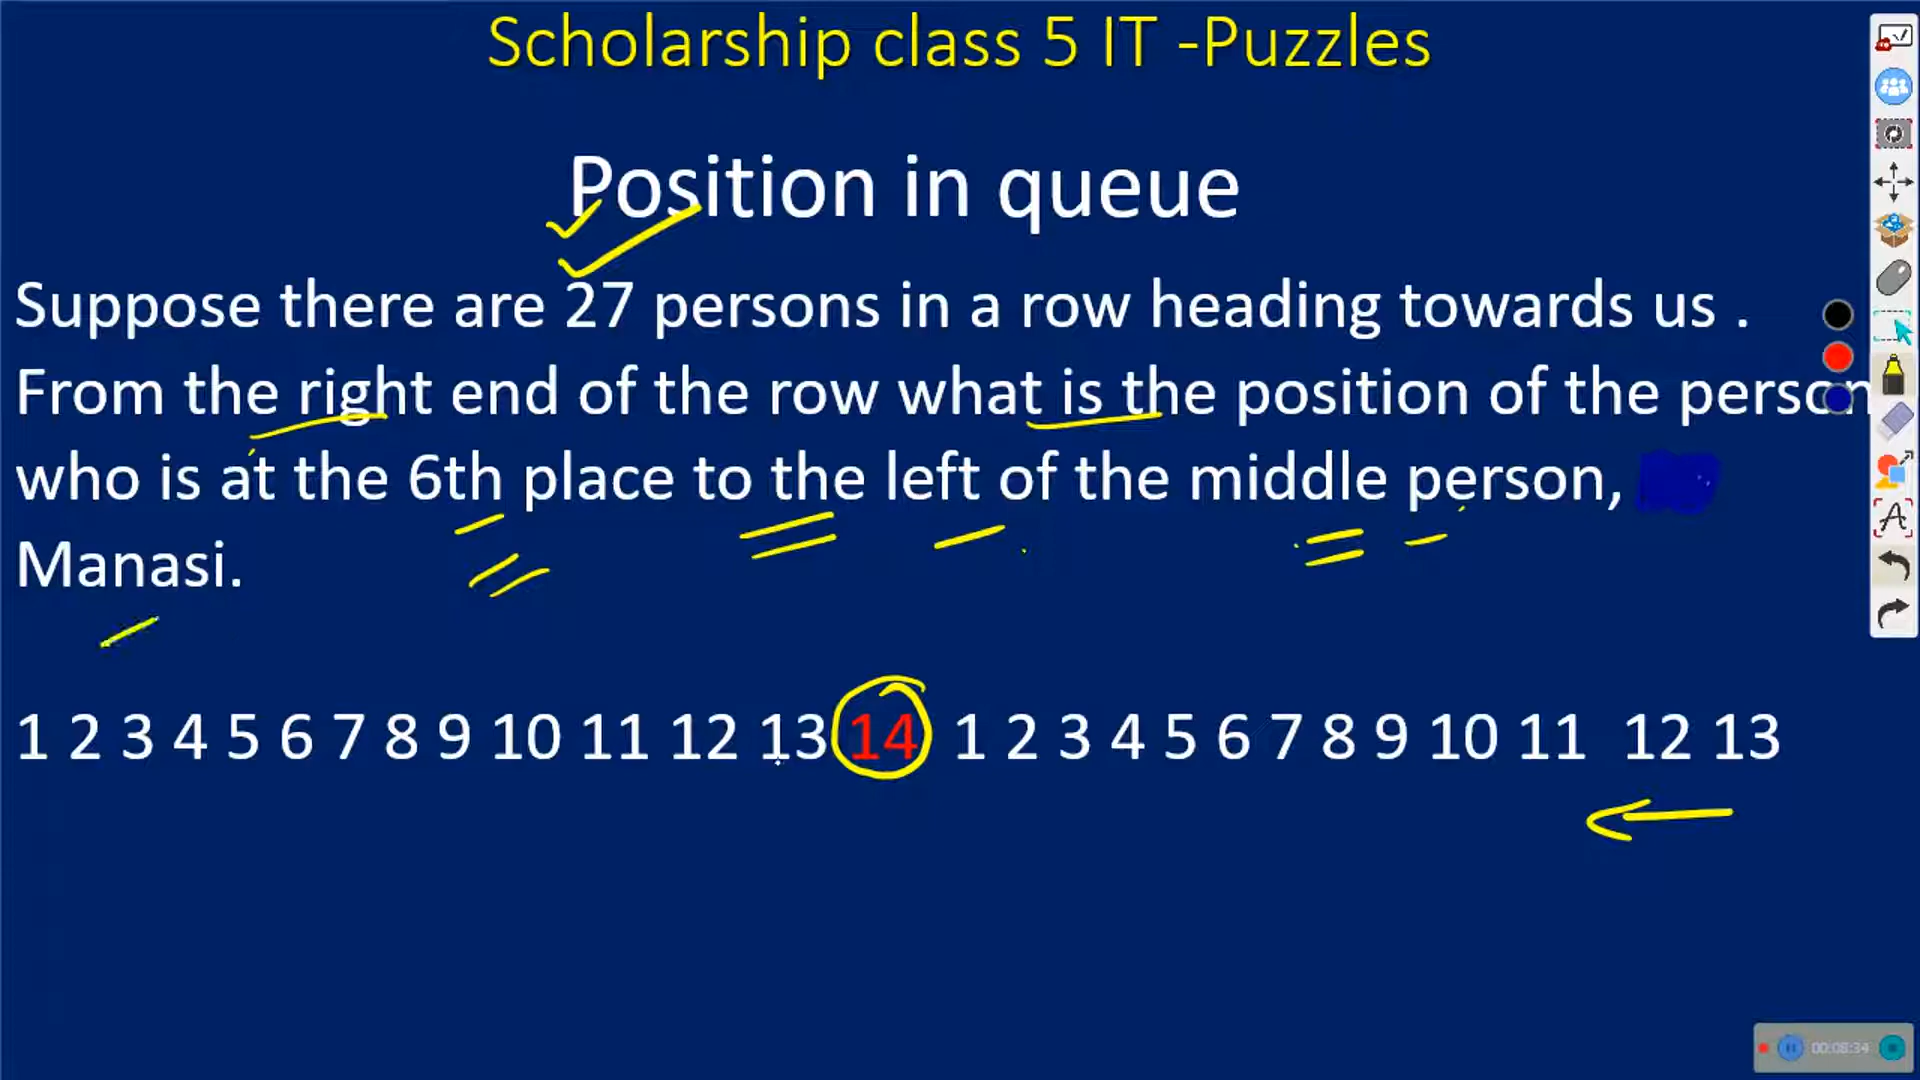 Scholarship class 5 IT -Puzzles
Position in queue
Suppose there are 27 persons in a row heading towards us .
From the right end of the row what is the position of the person
who is at the 6th place to the left of the middle person,
Manasi.
1 2 3 4 5 6 7 8 9 10 11 12 13 14 1 2 3 4 5 6 7 8 9 10 11 12 13
00:08:34